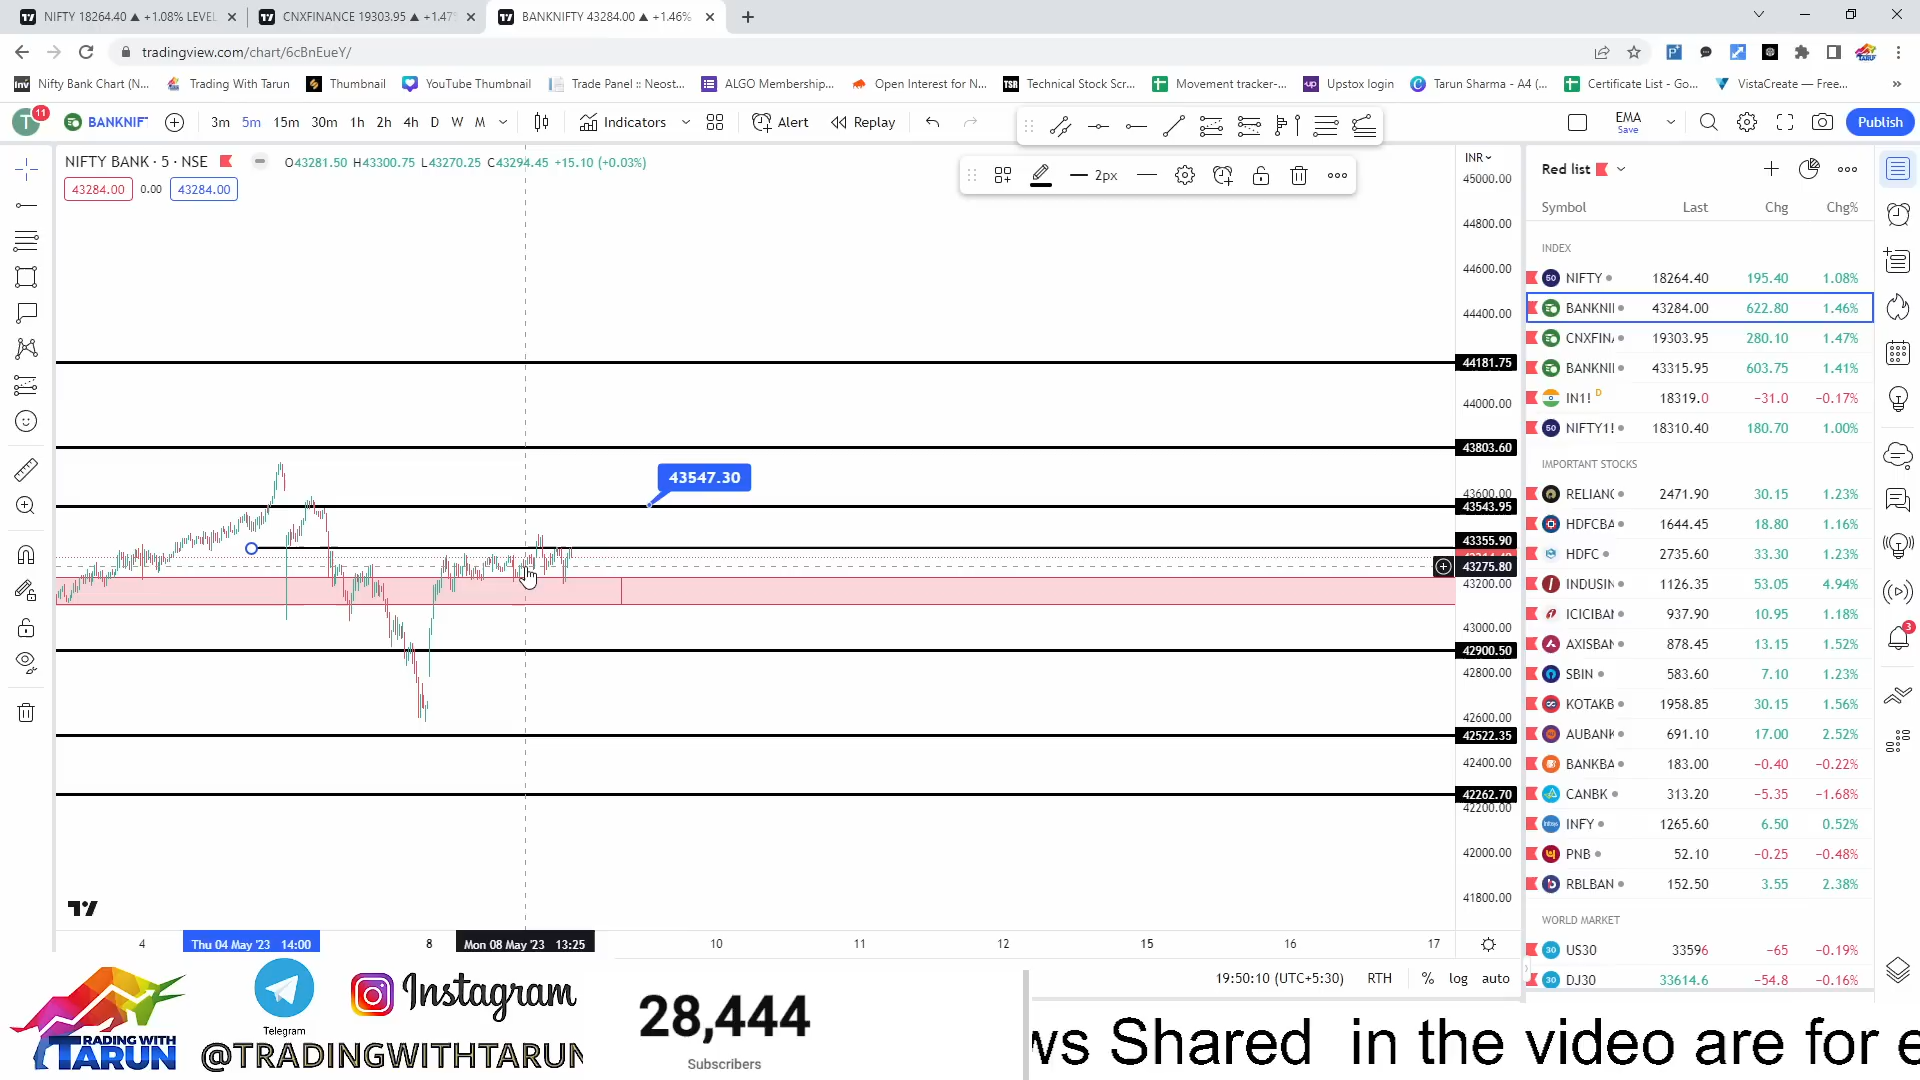 NIFTY 18264.40 ▲ +1.08% LEVEL
CNXFINANCE 19303.95 ▲ +1.47%
BANKNIFTY 43284.00 ▲ +1.46%
tradingview.com/chart/6cBnEueY/
Nifty Bank Chart (N...
Trading With Tarun
Thumbnail
YouTube Thumbnail
Trade Panel :: Neost...
ALGO Membership...
Open Interest for N...
Technical Stock Scr...
Movement tracker-...
Upstox login
Tarun Sharma - A4 (...
Certificate List - Go...
VistaCreate — Free...
T 11
BANKNIF
3m 5m 15m 30m 1h 2h 4h D W M
Indicators
Alert
Replay
EMA
Save
Publish
NIFTY BANK · 5 · NSE
O43281.50 H43300.75 L43270.25 C43294.45 +15.10 (+0.03%)
43284.00 0.00 43284.00
2px
INR
45000.00
44800.00
44600.00
44400.00
44181.75
44000.00
43803.60
43547.30
43600.00
43543.95
43355.90
43275.80
43200.00
43000.00
42900.50
42800.00
42600.00
42522.35
42400.00
42262.70
42200.00
42000.00
41800.00
4
Thu 04 May '23 14:00
8
Mon 08 May '23 13:25
10
11
12
15
16
17
19:50:10 (UTC+5:30) RTH % log auto
Red list
Symbol Last Chg Chg%
INDEX
50 NIFTY 18264.40 195.40 1.08%
BANKNI 43284.00 622.80 1.46%
CNXFIN 19303.95 280.10 1.47%
BANKNI 43315.95 603.75 1.41%
IN1! D 18319.0 −31.0 −0.17%
50 NIFTY1! 18310.40 180.70 1.00%
IMPORTANT STOCKS
RELIANC 2471.90 30.15 1.23%
HDFCBA 1644.45 18.80 1.16%
HDFC 2735.60 33.30 1.23%
INDUSIN 1126.35 53.05 4.94%
ICICIBAN 937.90 10.95 1.18%
AXISBAN 878.45 13.15 1.52%
SBIN 583.60 7.10 1.23%
KOTAKB 1958.85 30.15 1.56%
AUBANK 691.10 17.00 2.52%
BANKBA 183.00 −0.40 −0.22%
CANBK 313.20 −5.35 −1.68%
INFY 1265.60 6.50 0.52%
PNB 52.10 −0.25 −0.48%
RBLBAN 152.50 3.55 2.38%
WORLD MARKET
30 US30 33596 −65 −0.19%
30 DJ30 33614.6 −54.8 −0.16%
3
TRADING WITH
TARUN
Telegram
Instagram
@TRADINGWITHTARUN
28,444
Subscribers
ws Shared in the video are for e